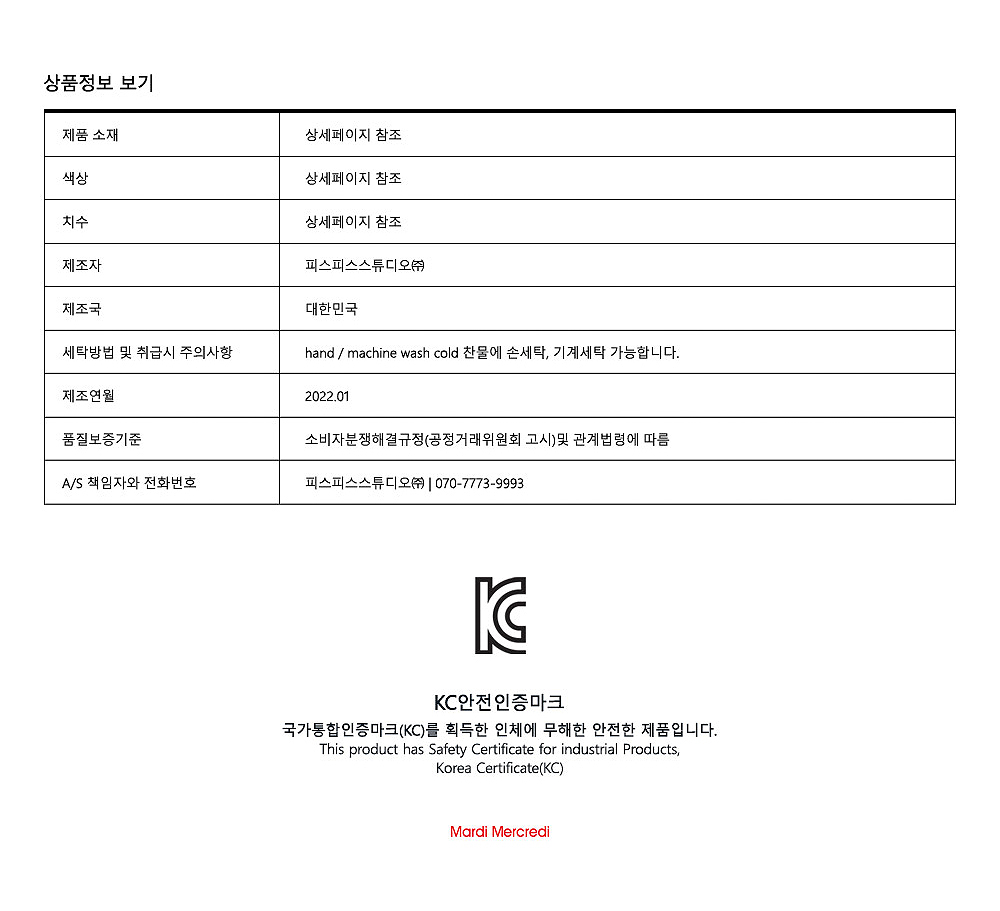 상품정보 보기
제품 소재 상세페이지 참조
색상 상세페이지 참조
치수 상세페이지 참조
제조자 피스피스스튜디오㈜
제조국 대한민국
세탁방법 및 취급시 주의사항 hand / machine wash cold 찬물에 손세탁, 기계세탁 가능합니다.
제조연월 2022.01
품질보증기준 소비자분쟁해결규정(공정거래위원회 고시)및 관계법령에 따름
A/S 책임자와 전화번호 피스피스스튜디오㈜ | 070-7773-9993
KC
KC안전인증마크
국가통합인증마크(KC)를 획득한 인체에 무해한 안전한 제품입니다.
This product has Safety Certificate for industrial Products,
Korea Certificate(KC)
Mardi Mercredi